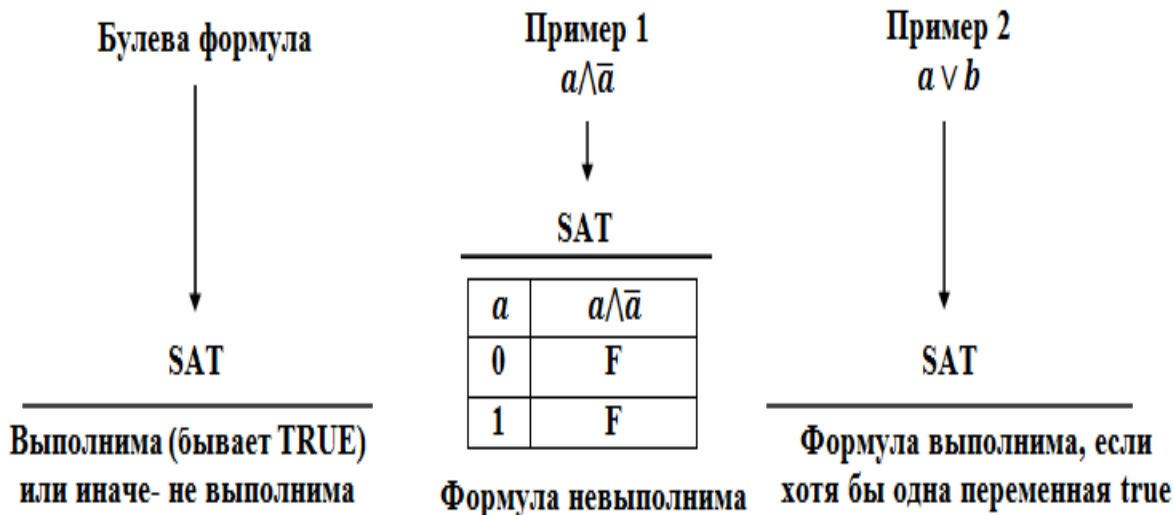 Булева формула
SAT
Выполнима (бывает TRUE)
или иначе- не выполнима
Пример 1
a⋀a̅
SAT
a a⋀a̅
0 F
1 F
Формула невыполнима
Пример 2
a ∨ b
SAT
Формула выполнима, если
хотя бы одна переменная true